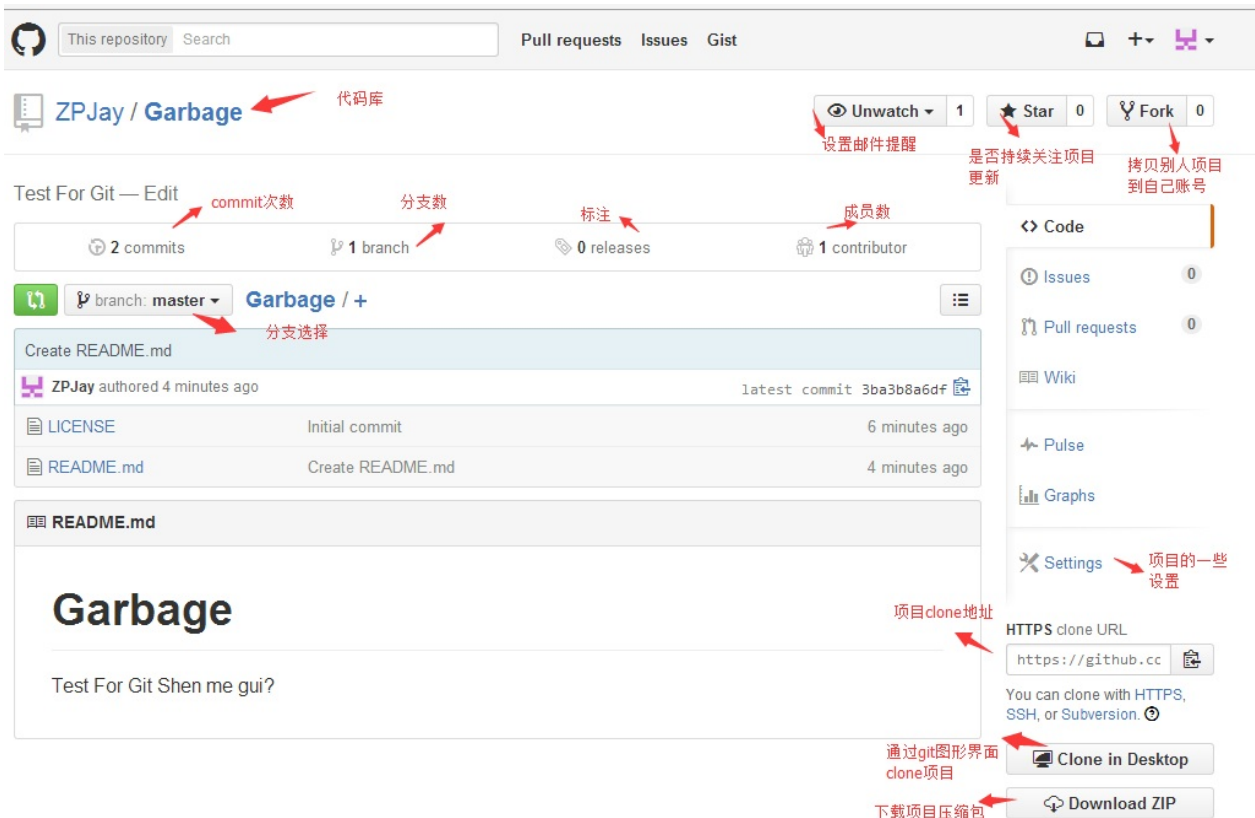 This repository Search Pull requests Issues Gist
ZPJay / Garbage
代码库
Unwatch 1 Star 0 Fork 0
设置邮件提醒
是否持续关注项目
更新
拷贝别人项目
到自己账号
Test For Git — Edit
commit次数
分支数
标注
成员数
2 commits 1 branch 0 releases 1 contributor
branch: master Garbage / +
分支选择
Create README.md
ZPJay authored 4 minutes ago latest commit 3ba3b8a6df
LICENSE Initial commit 6 minutes ago
README.md Create README.md 4 minutes ago
README.md
Garbage
Test For Git Shen me gui?
Code
Issues 0
Pull requests 0
Wiki
Pulse
Graphs
Settings
项目的一些
设置
项目clone地址
HTTPS clone URL
https://github.cc
You can clone with HTTPS,
SSH, or Subversion.
通过git图形界面
clone项目
Clone in Desktop
下载项目压缩包
Download ZIP